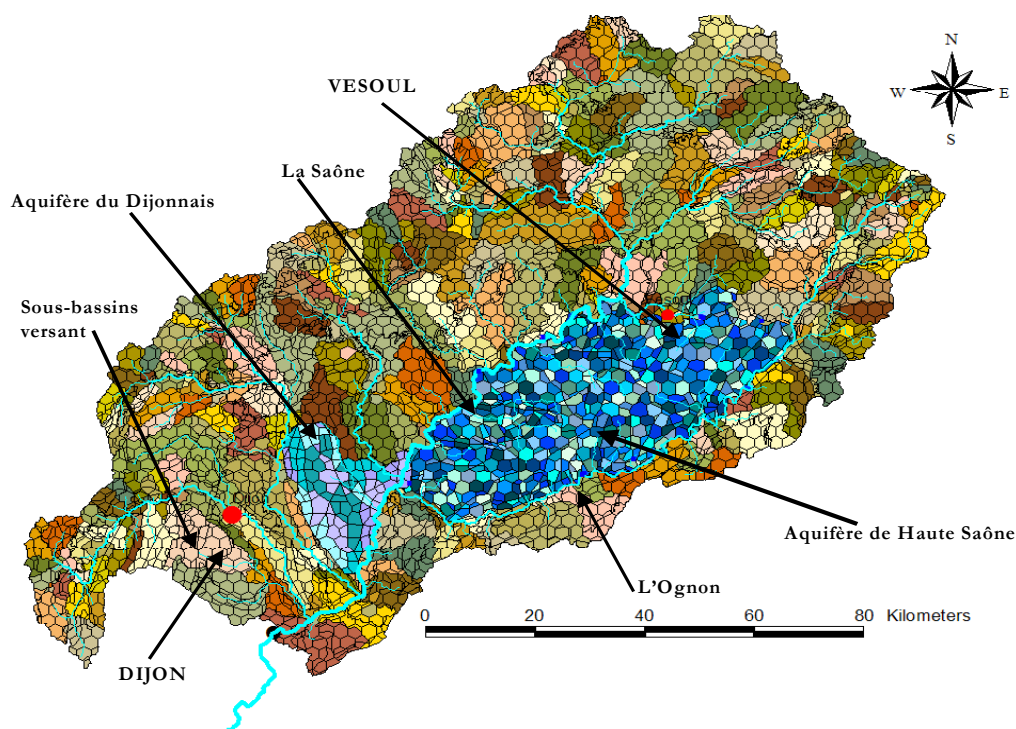 N
VESOUL
W
E
S
La Saône
Aquifère du Dijonnais
Sous-bassins
versant
Aquifère de Haute Saône
L'Ognon
0 20 40 60 80 Kilometers
DIJON